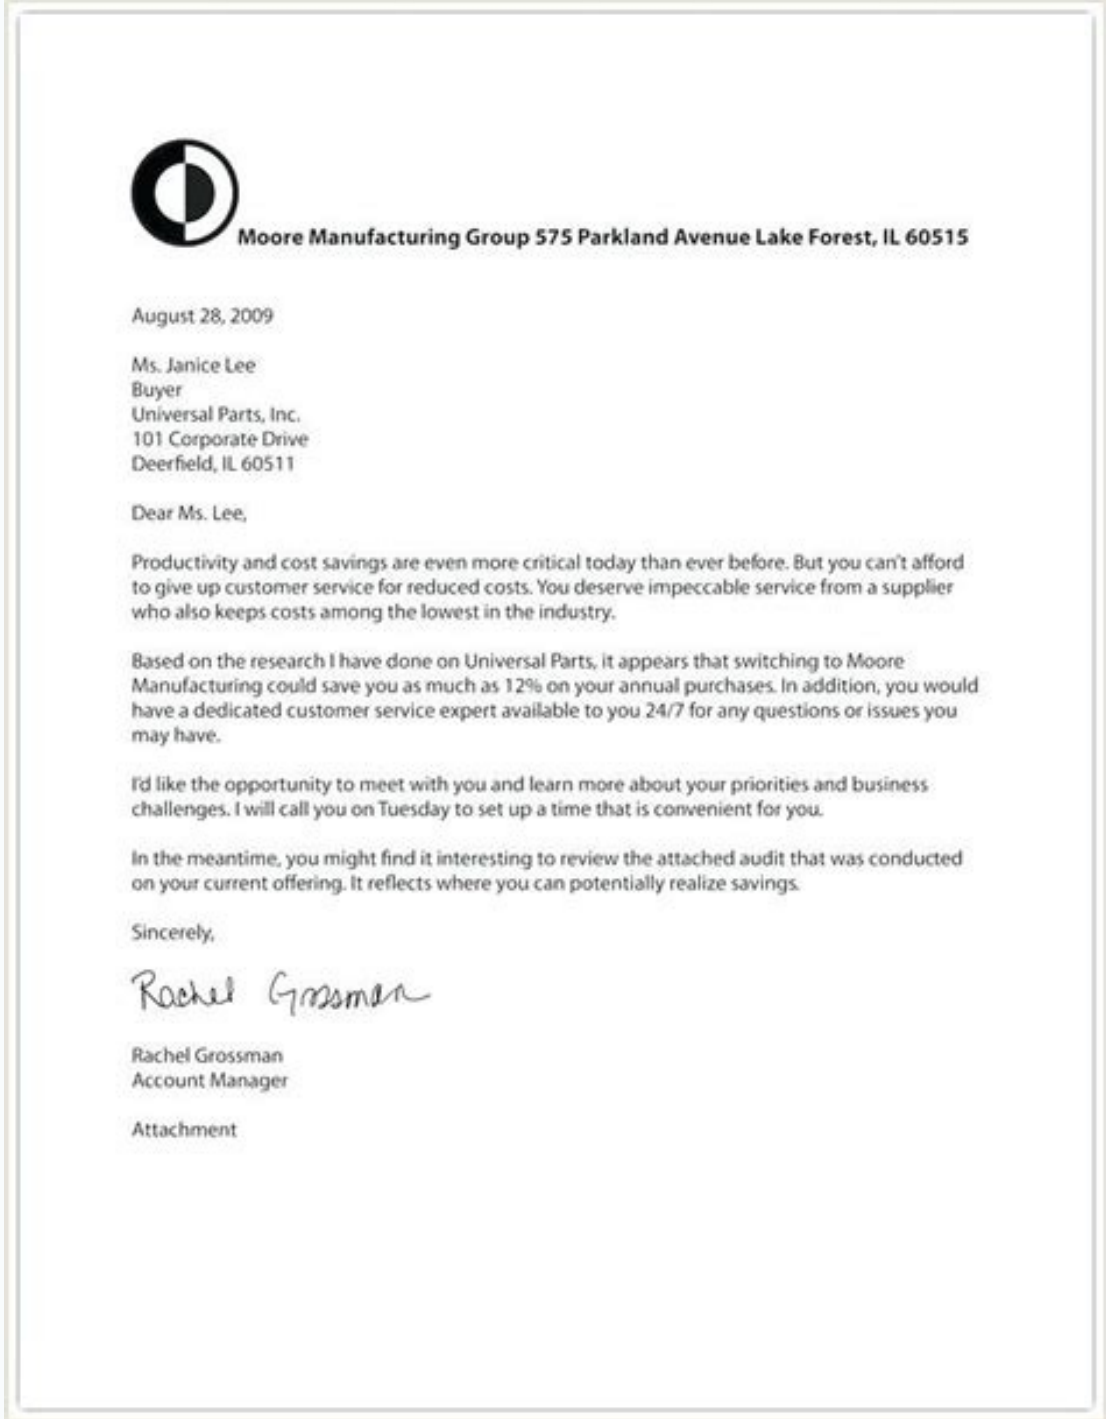 Moore Manufacturing Group 575 Parkland Avenue Lake Forest, IL 60515
August 28, 2009
Ms. Janice Lee
Buyer
Universal Parts, Inc.
101 Corporate Drive
Deerfield, IL 60511
Dear Ms. Lee,
Productivity and cost savings are even more critical today than ever before. But you can't afford
to give up customer service for reduced costs. You deserve impeccable service from a supplier
who also keeps costs among the lowest in the industry.
Based on the research I have done on Universal Parts, it appears that switching to Moore
Manufacturing could save you as much as 12% on your annual purchases. In addition, you would
have a dedicated customer service expert available to you 24/7 for any questions or issues you
may have.
I'd like the opportunity to meet with you and learn more about your priorities and business
challenges. I will call you on Tuesday to set up a time that is convenient for you.
In the meantime, you might find it interesting to review the attached audit that was conducted
on your current offering. It reflects where you can potentially realize savings.
Sincerely,
Rachel Grossman
Rachel Grossman
Account Manager
Attachment